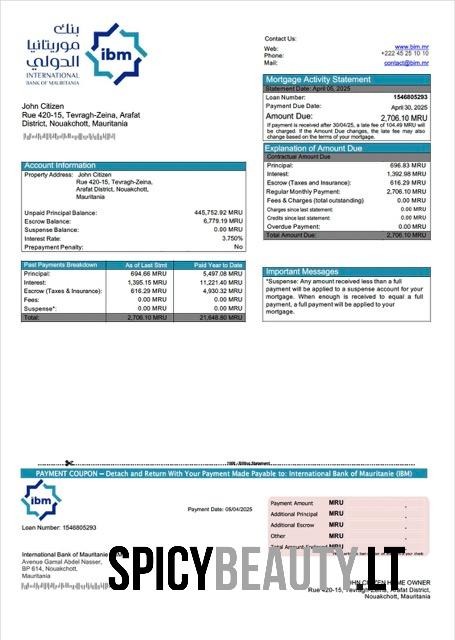 بنك
موريتانيا
الدولي
INTERNATIONAL
BANK OF MAURITANIA
ibm
Contact Us:
Web: www.bim.mr
Phone: +222 45 25 10 10
Mail: contact@bim.mr
John Citizen
Rue 420-15, Tevragh-Zeina, Arafat
District, Nouakchott, Mauritania
Mortgage Activity Statement
Statement Date: April 05, 2025
Loan Number: 1546805293
Payment Due Date: April 30, 2025
Amount Due: 2,706.10 MRU
If payment is received after 30/04/25, a late fee of 104.49 MRU will
be charged. If the Amount Due changes, the late fee may also
change based on the terms of your mortgage.
Explanation of Amount Due
Contractual Amount Due
Principal: 696.83 MRU
Interest: 1,392.98 MRU
Escrow (Taxes and Insurance): 616.29 MRU
Regular Monthly Payment: 2,706.10 MRU
Fees & Charges (total outstanding) 0.00 MRU
Charges since last statement: 0.00 MRU
Credits since last statement: 0.00 MRU
Overdue Payment: 0.00 MRU
Total Amount Due: 2,706.10 MRU
Account Information
Property Address: John Citizen
Rue 420-15, Tevragh-Zeina,
Arafat District, Nouakchott,
Mauritania
Unpaid Principal Balance: 445,752.92 MRU
Escrow Balance: 6,779.19 MRU
Suspense Balance: 0.00 MRU
Interest Rate: 3.750%
Prepayment Penalty: No
Past Payments Breakdown As of Last Stmt Paid Year to Date
Principal: 694.66 MRU 5,497.08 MRU
Interest: 1,395.15 MRU 11,221.40 MRU
Escrow (Taxes & Insurance): 616.29 MRU 4,930.32 MRU
Fees: 0.00 MRU 0.00 MRU
Suspense*: 0.00 MRU 0.00 MRU
Total: 2,706.10 MRU 21,648.80 MRU
Important Messages
*Suspense: Any amount received less than a full
payment will be applied to a suspense account for your
mortgage. When enough is received to equal a full
payment, a full payment will be applied to your
mortgage.
PAYMENT COUPON – Detach and Return With Your Payment Made Payable to: International Bank of Mauritanie (IBM)
ibm
Payment Date: 05/04/2025
Loan Number: 1546805293
Payment Amount MRU
Additional Principal MRU
Additional Escrow MRU
Other MRU
Total Amount Enclosed MRU
International Bank of Mauritanie
Avenue Gamal Abdel Nasser,
BP 614, Nouakchott,
Mauritania
SPICYBEAUTY.LT
HOME OWNER
Rue 420-15, Tevragh-Zeina, Arafat District,
Nouakchott, Mauritania